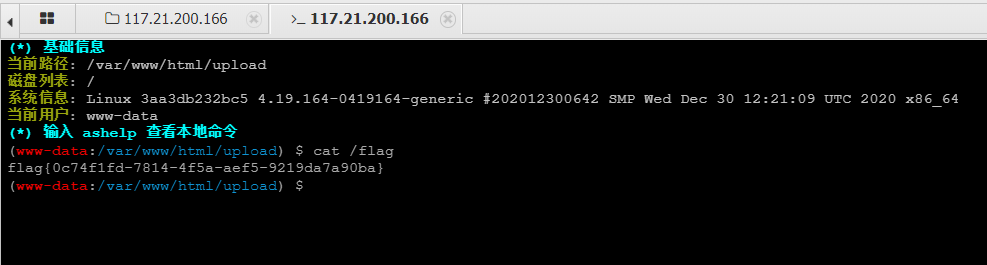 117.21.200.166 >_ 117.21.200.166
(*) 基础信息
当前路径: /var/www/html/upload
磁盘列表: /
系统信息: Linux 3aa3db232bc5 4.19.164-0419164-generic #202012300642 SMP Wed Dec 30 12:21:09 UTC 2020 x86_64
当前用户: www-data
(*) 输入 ashelp 查看本地命令
(www-data:/var/www/html/upload) $ cat /flag
flag{0c74f1fd-7814-4f5a-aef5-9219da7a90ba}
(www-data:/var/www/html/upload) $